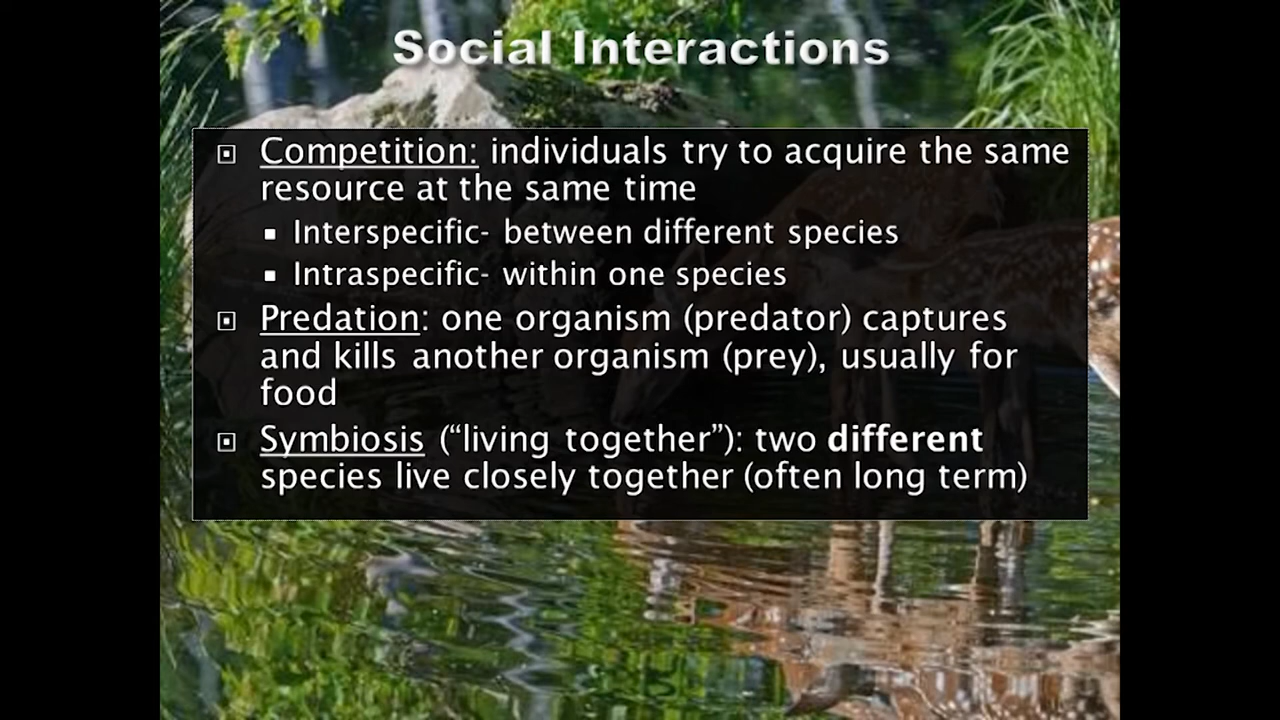 Social Interactions
Competition: individuals try to acquire the same
resource at the same time
Interspecific- between different species
Intraspecific- within one species
Predation: one organism (predator) captures
and kills another organism (prey), usually for
food
Symbiosis (“living together”): two different
species live closely together (often long term)